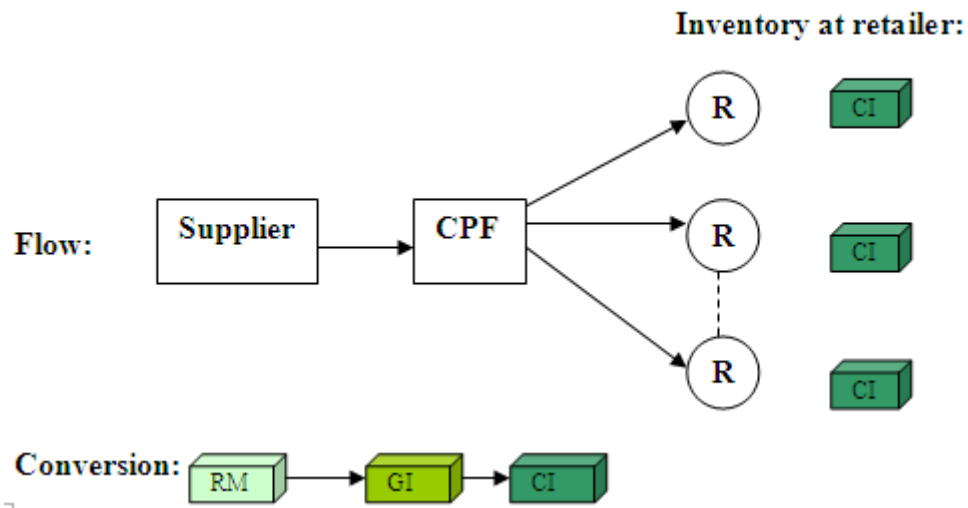 Inventory at retailer:
R
CI
Supplier
CPF
R
CI
Flow:
R
CI
Conversion:
RM
GI
CI